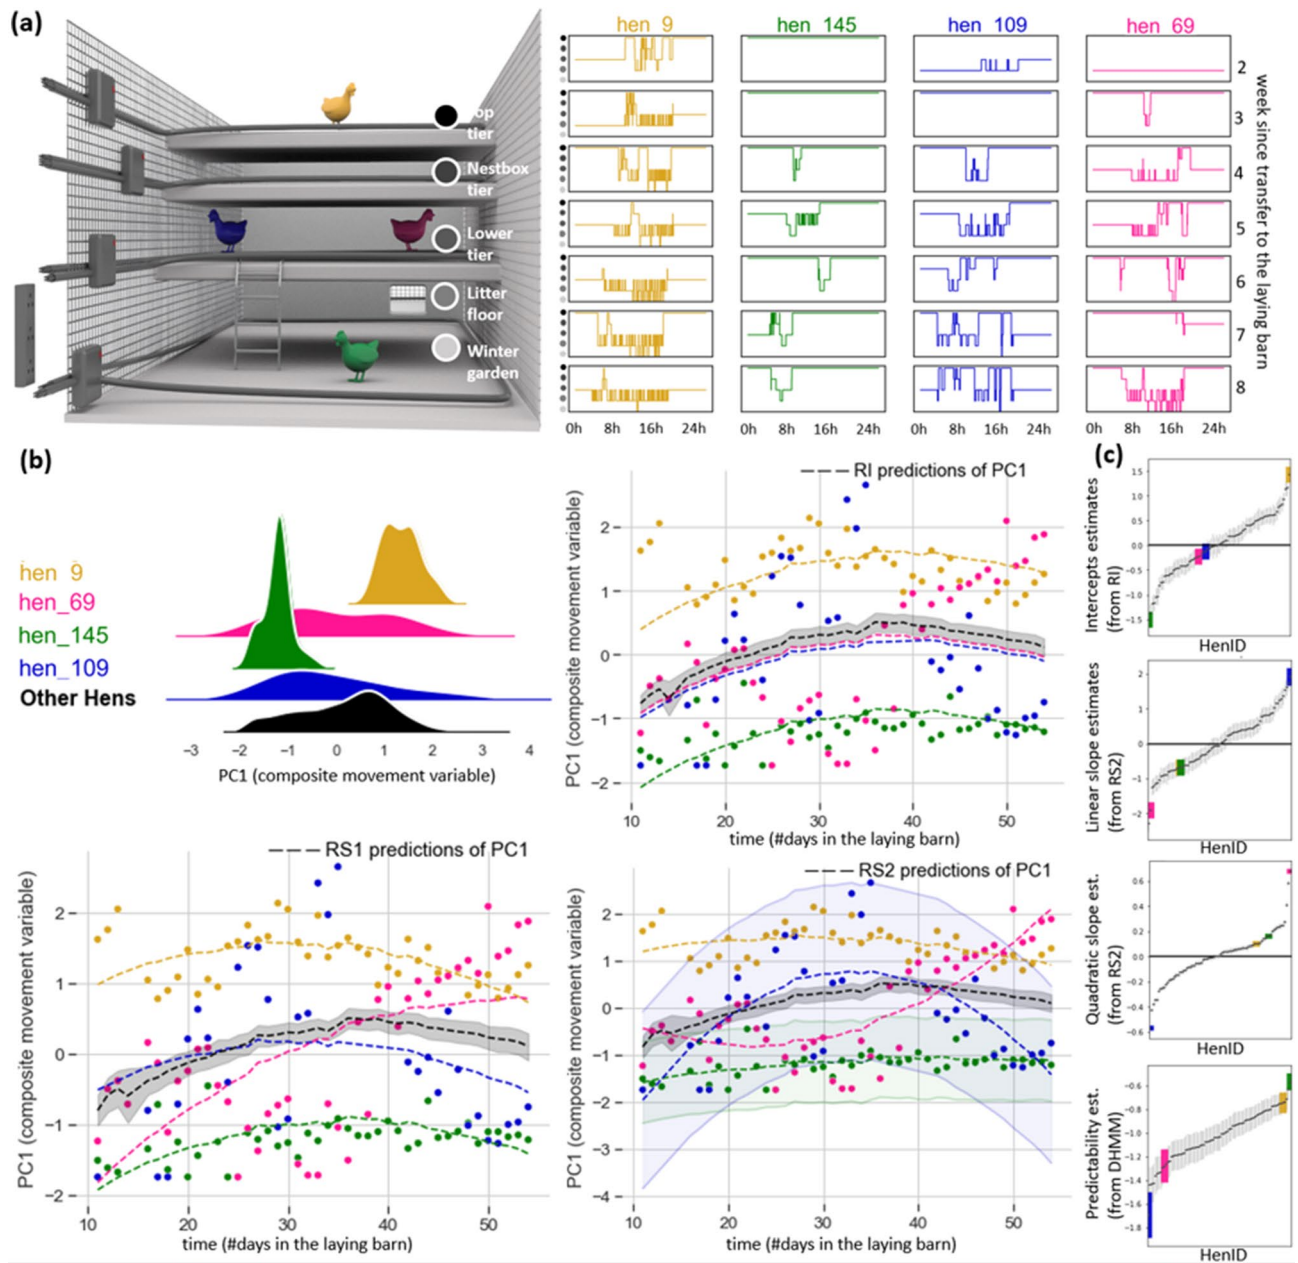 (a)
op
tier
Nestbox
tier
Lower
tier
Litter
floor
Winter
garden
hen 9
hen 145
hen 109
hen 69
2
3
4
5
6
7
8
week since transfer to the laying barn
0h 8h 16h 24h
0h 8h 16h 24h
0h 8h 16h 24h
0h 8h 16h 24h
(b)
hen 9
hen_69
hen_145
hen_109
Other Hens
−3 −2 −1 0 1 2 3 4
PC1 (composite movement variable)
RI predictions of PC1
PC1 (composite movement variable)
2
1
0
−1
−2
10 20 30 40 50
time (#days in the laying barn)
RS1 predictions of PC1
PC1 (composite movement variable)
2
1
0
−1
−2
10 20 30 40 50
time (#days in the laying barn)
RS2 predictions of PC1
PC1 (composite movement variable)
2
1
0
−1
−2
−3
−4
10 20 30 40 50
time (#days in the laying barn)
(c)
Intercepts estimates
(from RI)
1.5
1.0
0.5
0.0
−0.5
−1.0
−1.5
HenID
Linear slope estimates
(from RS2)
2
1
0
−1
−2
HenID
Quadratic slope est.
(from RS2)
0.6
0.4
0.2
0.0
−0.2
−0.4
−0.6
HenID
Predictability est.
(from DHMM)
−0.6
−0.8
−1.0
−1.2
−1.4
−1.6
−1.8
HenID